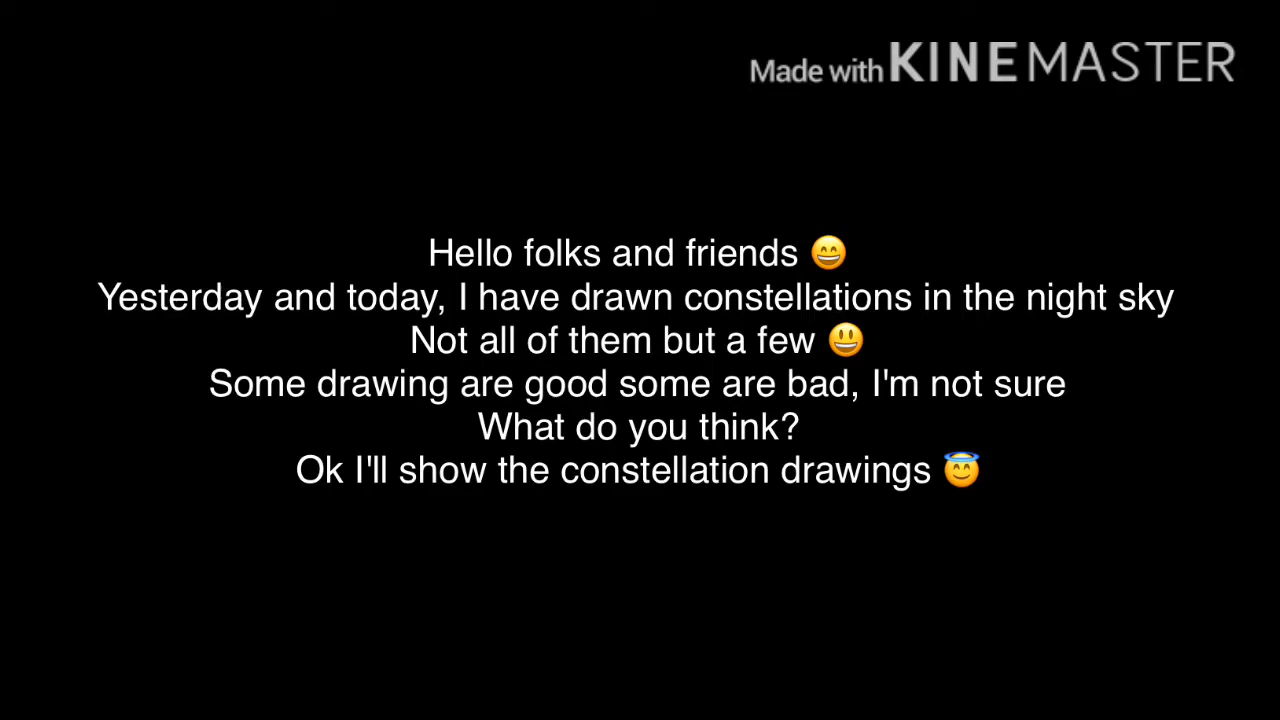 Made with KINEMASTER
Hello folks and friends 😄
Yesterday and today, I have drawn constellations in the night sky
Not all of them but a few 😃
Some drawing are good some are bad, I'm not sure
What do you think?
Ok I'll show the constellation drawings 😇